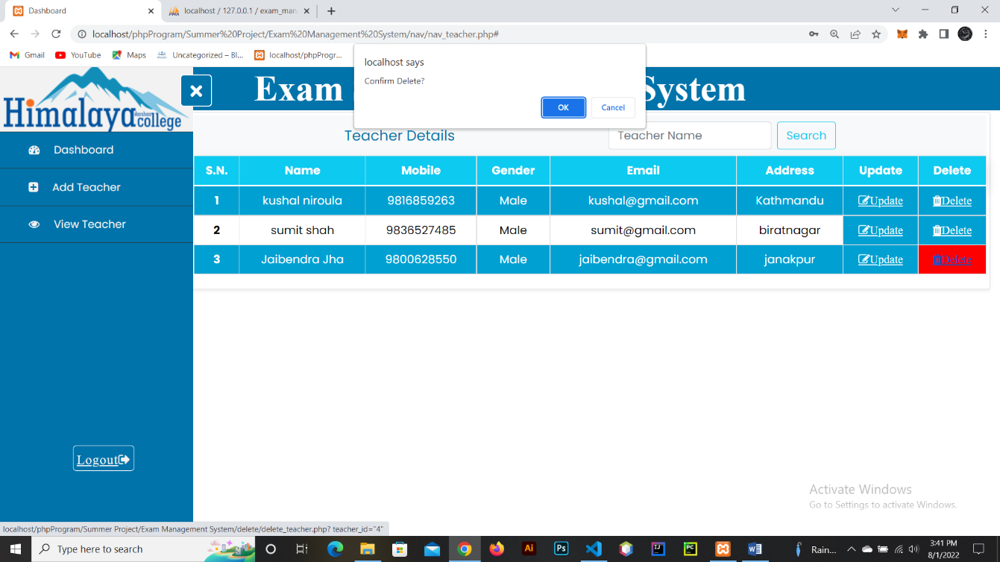 Dashboard
localhost / 127.0.0.1 / exam_man
localhost/phpProgram/Summer%20Project/Exam%20Management%20System/nav/nav_teacher.php#
Gmail YouTube Maps Uncategorized – Bl... localhost/phpProgr...
localhost says
Confirm Delete?
OK Cancel
Himalaya darshan college
Exam System
Dashboard
Add Teacher
View Teacher
Logout
Teacher Details Teacher Name Search
S.N. Name Mobile Gender Email Address Update Delete
1 kushal niroula 9816859263 Male kushal@gmail.com Kathmandu Update Delete
2 sumit shah 9836527485 Male sumit@gmail.com biratnagar Update Delete
3 Jaibendra Jha 9800628550 Male jaibendra@gmail.com janakpur Update Delete
Activate Windows
Go to Settings to activate Windows.
localhost/phpProgram/Summer Project/Exam Management System/delete/delete_teacher.php? teacher_id="4"
Type here to search
Ai Ps IJ PC W
Rain...
3:41 PM
8/1/2022